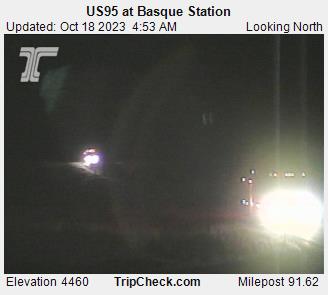 US95 at Basque Station
Updated: Oct 18 2023 4:53 AM Looking North
Elevation 4460 TripCheck.com Milepost 91.62